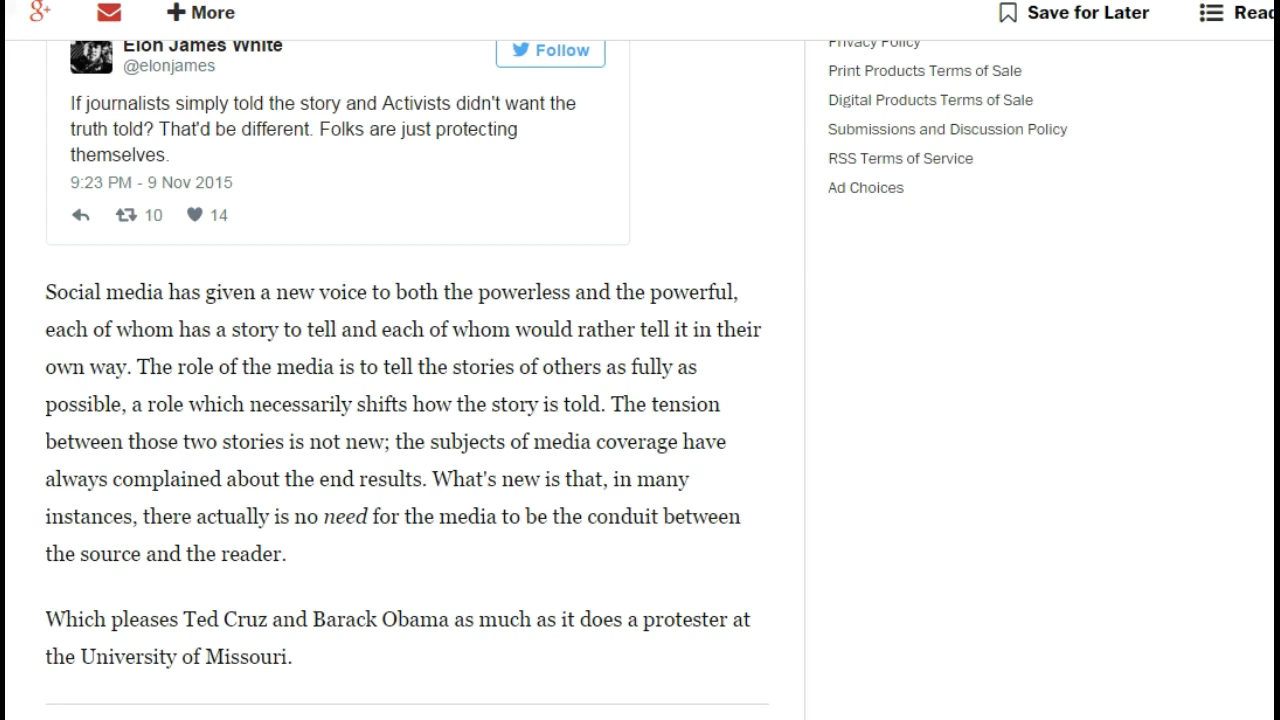 g+ More Save for Later Read
Elon James White
@elonjames
Follow
If journalists simply told the story and Activists didn't want the
truth told? That'd be different. Folks are just protecting
themselves.
9:23 PM - 9 Nov 2015
10 14
Social media has given a new voice to both the powerless and the powerful,
each of whom has a story to tell and each of whom would rather tell it in their
own way. The role of the media is to tell the stories of others as fully as
possible, a role which necessarily shifts how the story is told. The tension
between those two stories is not new; the subjects of media coverage have
always complained about the end results. What's new is that, in many
instances, there actually is no need for the media to be the conduit between
the source and the reader.
Which pleases Ted Cruz and Barack Obama as much as it does a protester at
the University of Missouri.
Privacy Policy
Print Products Terms of Sale
Digital Products Terms of Sale
Submissions and Discussion Policy
RSS Terms of Service
Ad Choices